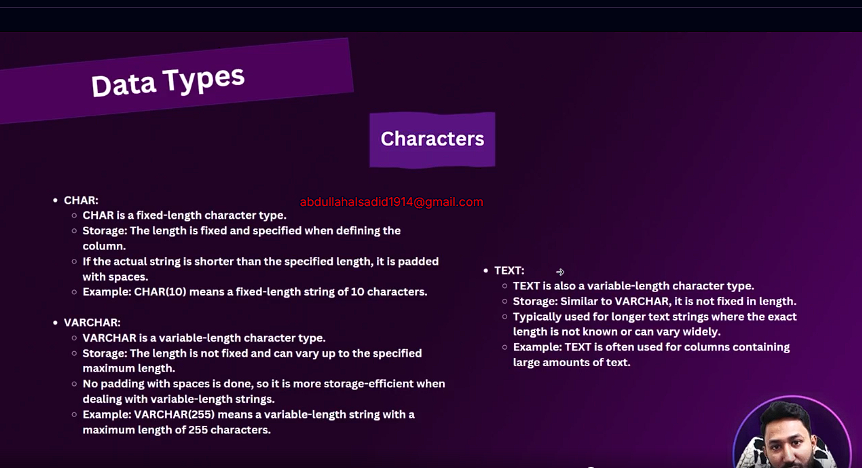 Data Types
Characters
abdullahalsadid1914@gmail.com
• CHAR:
○ CHAR is a fixed-length character type.
○ Storage: The length is fixed and specified when defining the
column.
○ If the actual string is shorter than the specified length, it is padded
with spaces.
○ Example: CHAR(10) means a fixed-length string of 10 characters.
• VARCHAR:
○ VARCHAR is a variable-length character type.
○ Storage: The length is not fixed and can vary up to the specified
maximum length.
○ No padding with spaces is done, so it is more storage-efficient when
dealing with variable-length strings.
○ Example: VARCHAR(255) means a variable-length string with a
maximum length of 255 characters.
• TEXT:
○ TEXT is also a variable-length character type.
○ Storage: Similar to VARCHAR, it is not fixed in length.
○ Typically used for longer text strings where the exact
length is not known or can vary widely.
○ Example: TEXT is often used for columns containing
large amounts of text.